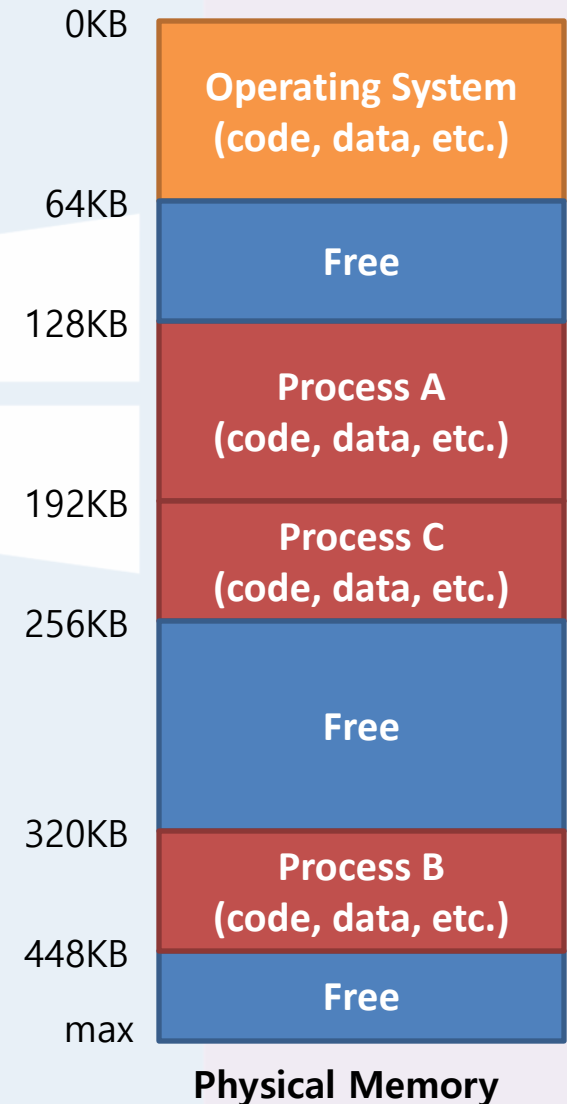 0KB
Operating System
(code, data, etc.)
64KB
Free
128KB
Process A
(code, data, etc.)
192KB
Process C
(code, data, etc.)
256KB
Free
320KB
Process B
(code, data, etc.)
448KB
Free
max
Physical Memory